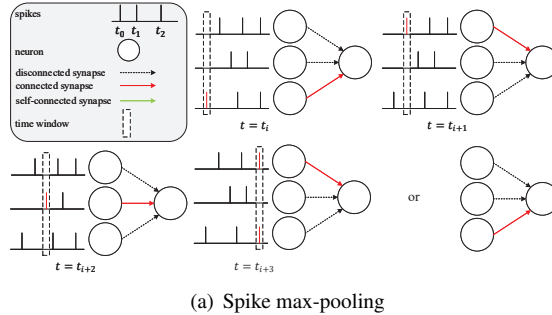 spikes
t₀ t₁ t₂
neuron
disconnected synapse
connected synapse
self-connected synapse
time window
t = tᵢ
t = tᵢ₊₁
t = tᵢ₊₂
t = tᵢ₊₃
or
(a) Spike max-pooling